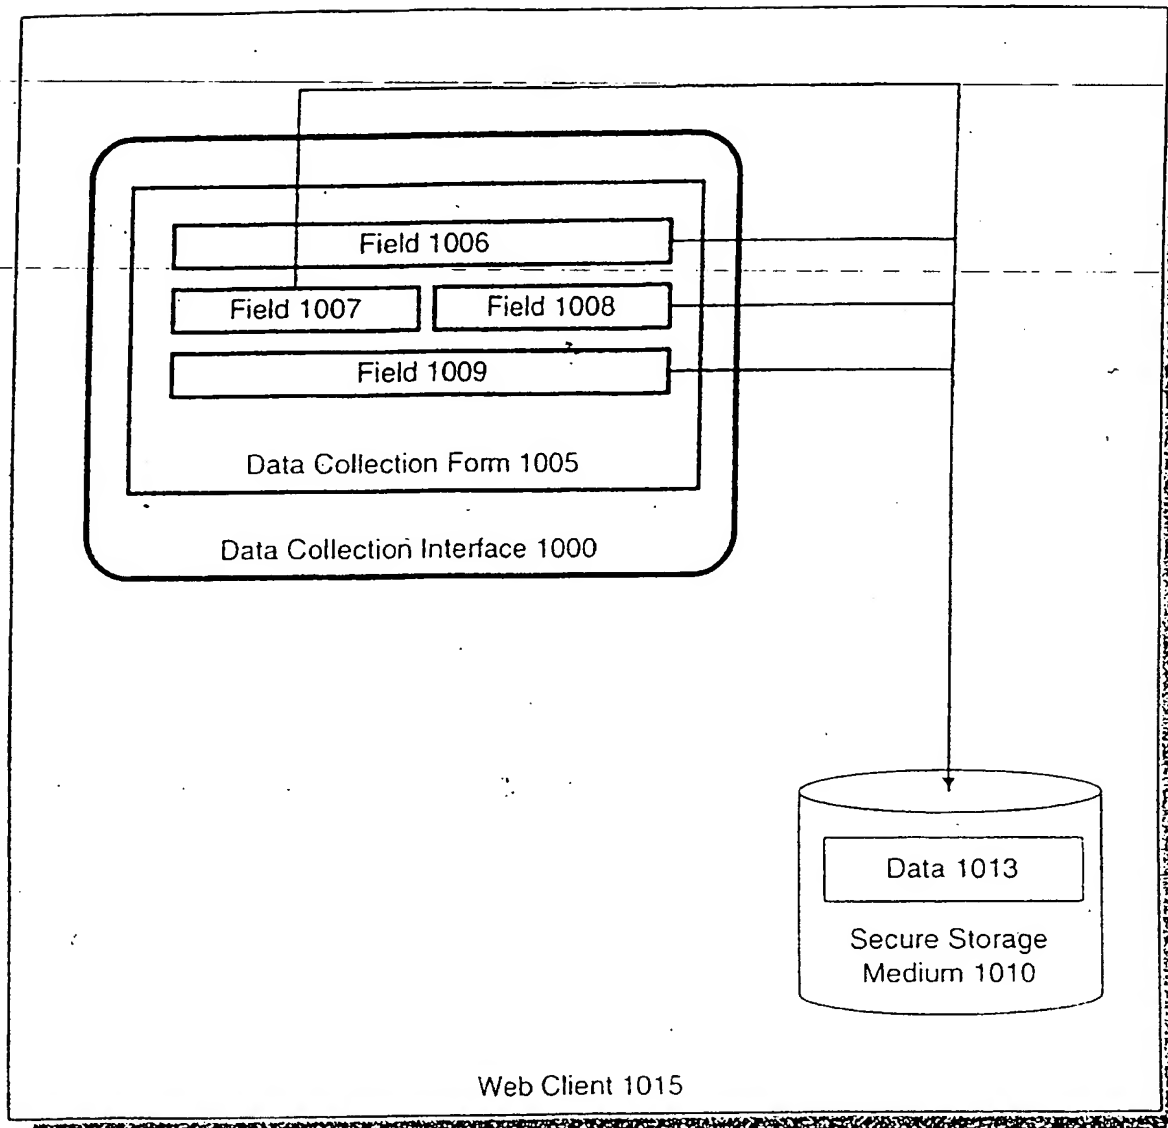 Field 1006
Field 1007
Field 1008
Field 1009
Data Collection Form 1005
Data Collection Interface 1000
Data 1013
Secure Storage
Medium 1010
Web Client 1015